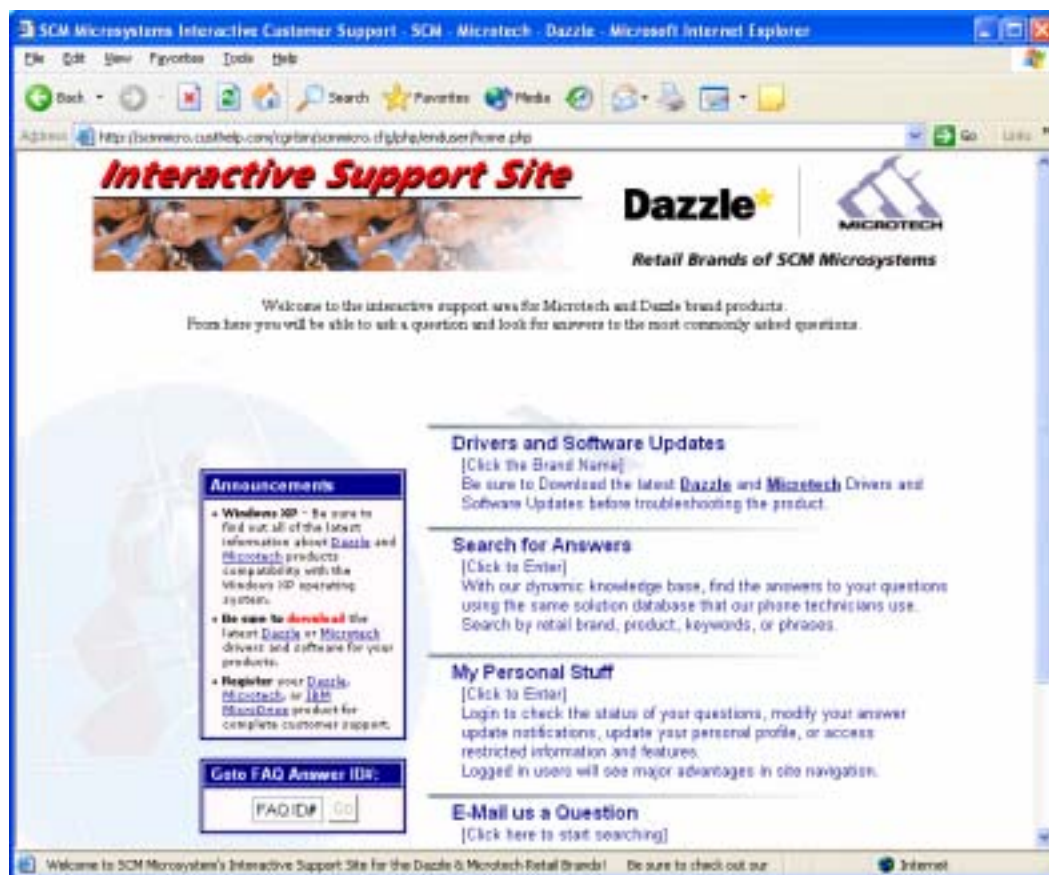 SCM Microsystems Interactive Customer Support - SCM - Microtech - Dazzle - Microsoft Internet Explorer
File Edit View Favorites Tools Help
Back Search Favorites Media
Address http://scmmicro.custhelp.com/cgi-bin/scmmicro.cfg/php/enduser/home.php Go Links
Interactive Support Site
Dazzle*
MICROTECH
Retail Brands of SCM Microsystems
Welcome to the interactive support area for Microtech and Dazzle brand products.
From here you will be able to ask a question and look for answers to the most commonly asked questions.
Announcements
• Windows XP - Be sure to
find out all of the latest
information about Dazzle and
Microtech products
compatibility with the
Windows XP operating
system.
• Be sure to download the
latest Dazzle or Microtech
drivers and software for your
products.
• Register your Dazzle,
Microtech, or IBM
MicroDrive product for
complete customer support.
Goto FAQ Answer ID#:
FAQ ID# Go
Drivers and Software Updates
[Click the Brand Name]
Be sure to Download the latest Dazzle and Microtech Drivers and
Software Updates before troubleshooting the product.
Search for Answers
[Click to Enter]
With our dynamic knowledge base, find the answers to your questions
using the same solution database that our phone technicians use.
Search by retail brand, product, keywords, or phrases.
My Personal Stuff
[Click to Enter]
Login to check the status of your questions, modify your answer
update notifications, update your personal profile, or access
restricted information and features.
Logged in users will see major advantages in site navigation.
E-Mail us a Question
[Click here to start searching]
Welcome to SCM Microsystem's Interactive Support Site for the Dazzle & Microtech Retail Brands! Be sure to check out our Internet